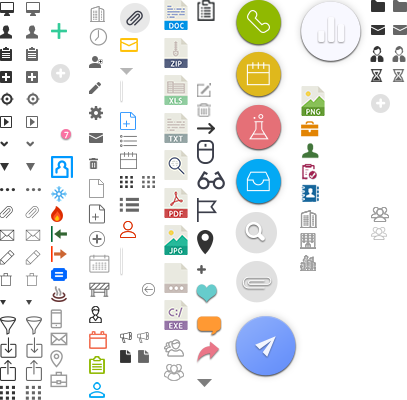 DOC
ZIP
XLS
TXT
7
PDF
JPG
C:/
EXE
PNG